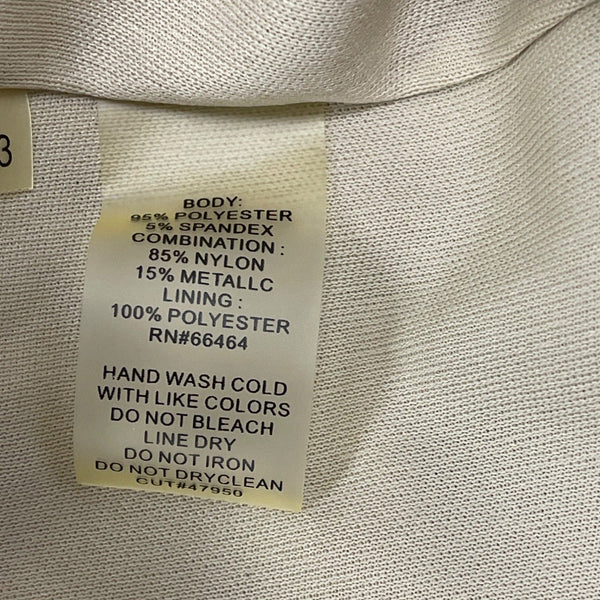 3
BODY:
95% POLYESTER
5% SPANDEX
COMBINATION :
85% NYLON
15% METALLC
LINING :
100% POLYESTER
RN#66464
HAND WASH COLD
WITH LIKE COLORS
DO NOT BLEACH
LINE DRY
DO NOT IRON
DO NOT DRYCLEAN
CUT#47950